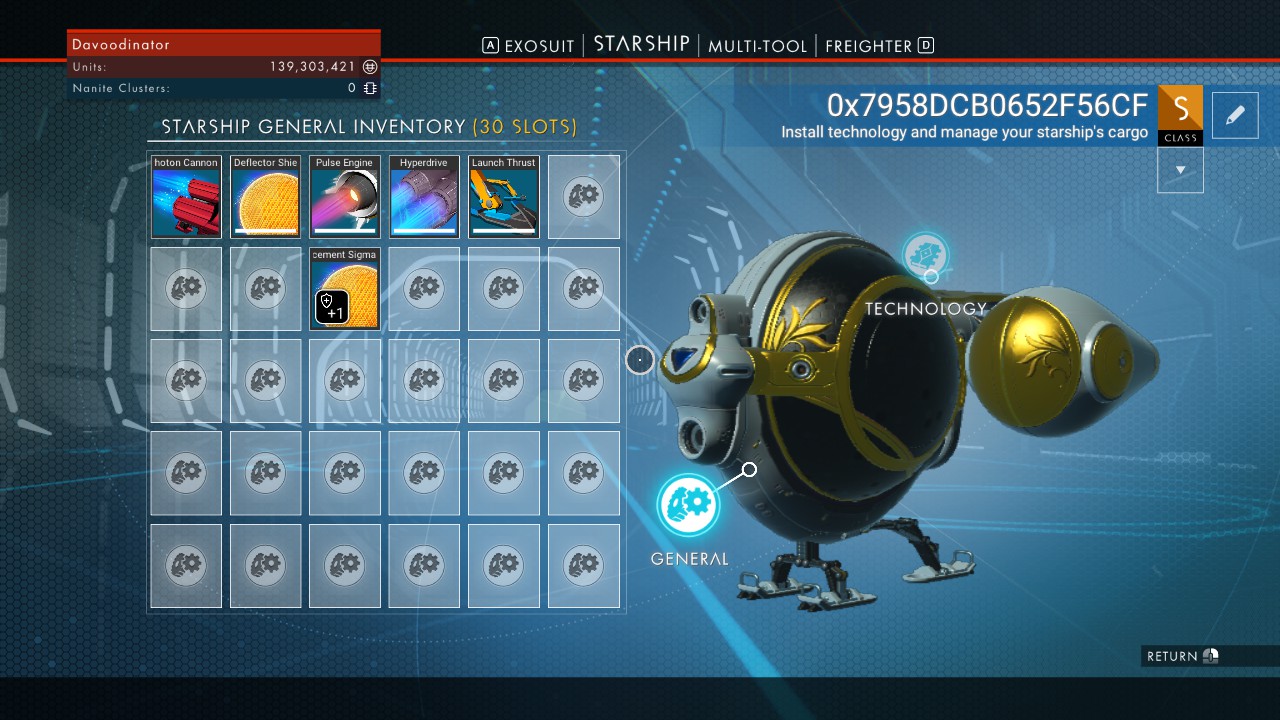 Davoodinator
Units: 139,303,421
Nanite Clusters: 0
A EXOSUIT STARSHIP MULTI-TOOL FREIGHTER D
0x7958DCB0652F56CF
Install technology and manage your starship's cargo
S
CLASS
STARSHIP GENERAL INVENTORY (30 SLOTS)
hoton Cannon Deflector Shie Pulse Engine Hyperdrive Launch Thrust
cement Sigma
+1
TECHNOLOGY
GENERAL
RETURN